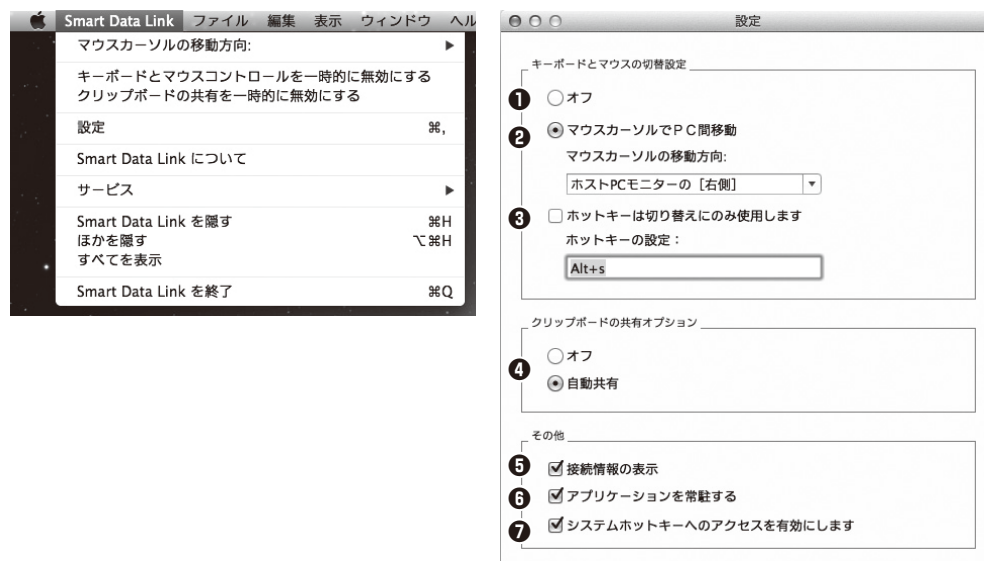 Smart Data Link ファイル 編集 表示 ウィンドウ ヘル
マウスカーソルの移動方向: ▶
キーボードとマウスコントロールを一時的に無効にする
クリップボードの共有を一時的に無効にする
設定 ⌘,
Smart Data Link について
サービス ▶
Smart Data Link を隠す ⌘H
ほかを隠す ⌥⌘H
すべてを表示
Smart Data Link を終了 ⌘Q
設定
キーボードとマウスの切替設定
❶ オフ
❷ マウスカーソルでPC間移動
マウスカーソルの移動方向:
ホストPCモニターの［右側］ ▼
❸ ホットキーは切り替えにのみ使用します
ホットキーの設定：
Alt+s
クリップボードの共有オプション
オフ
❹
自動共有
その他
❺ 接続情報の表示
❻ アプリケーションを常駐する
❼ システムホットキーへのアクセスを有効にします